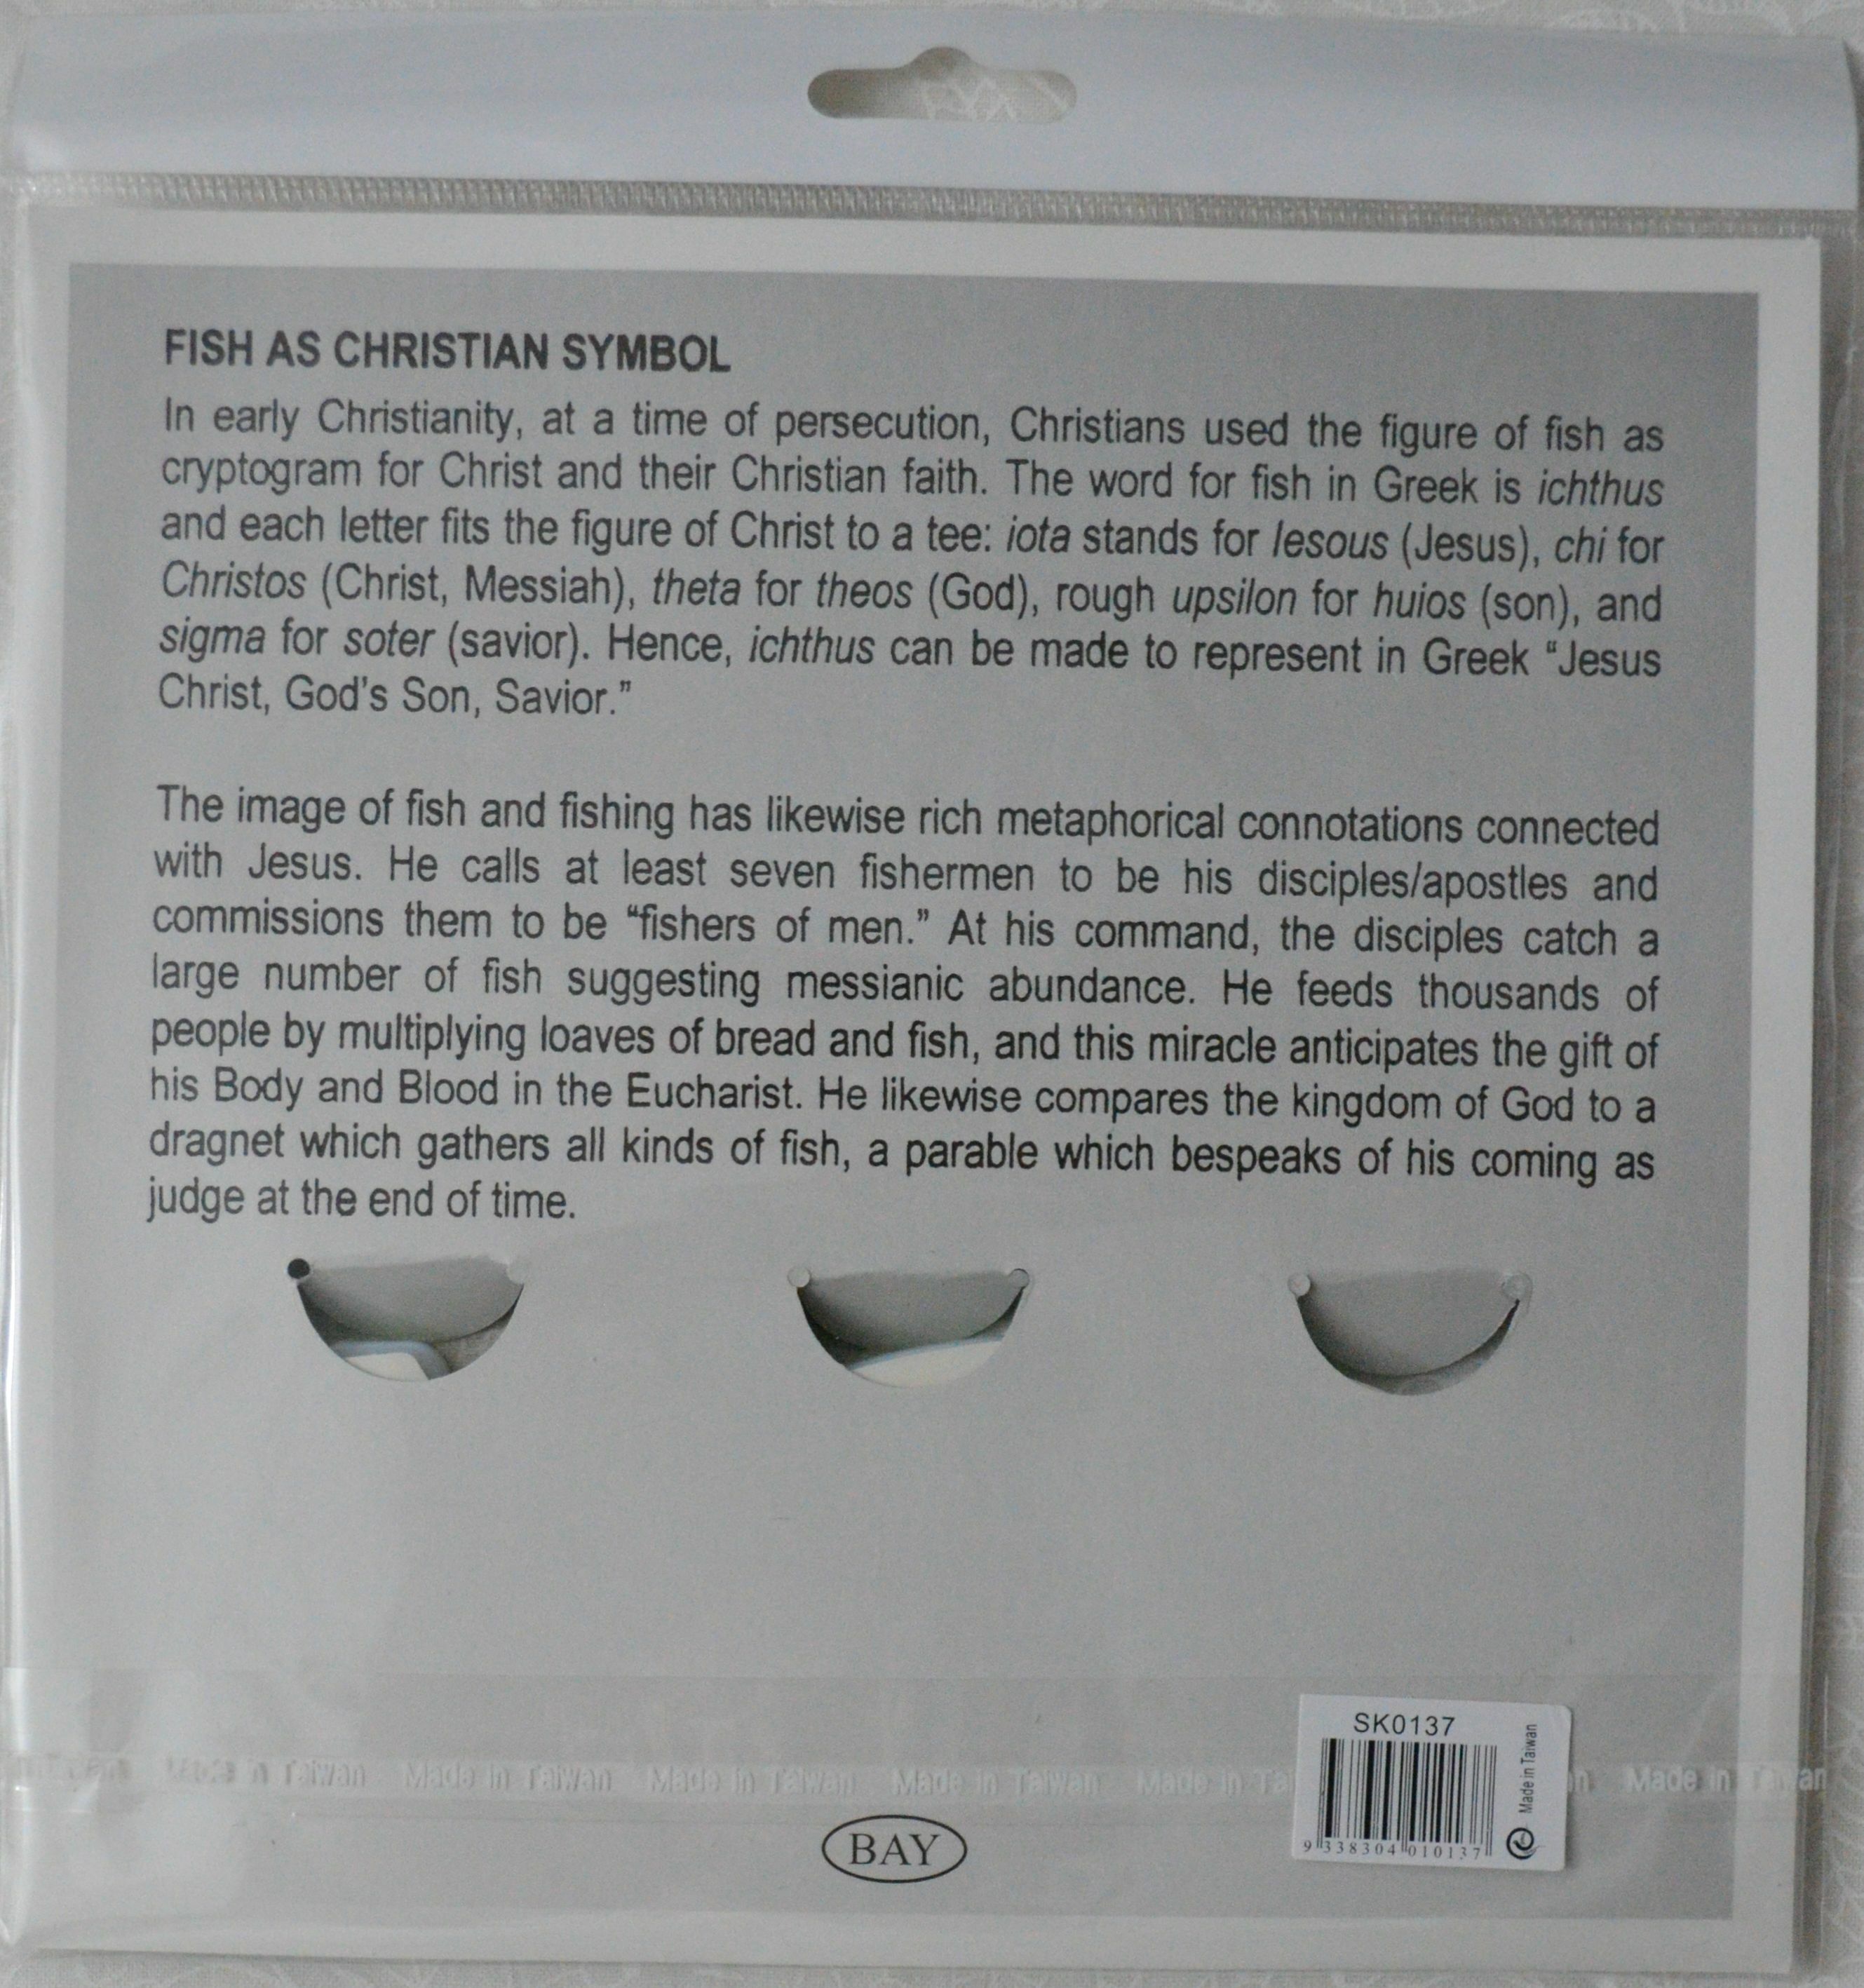 FISH AS CHRISTIAN SYMBOL
In early Christianity, at a time of persecution, Christians used the figure of fish as
cryptogram for Christ and their Christian faith. The word for fish in Greek is ichthus
and each letter fits the figure of Christ to a tee: iota stands for Iesous (Jesus), chi for
Christos (Christ, Messiah), theta for theos (God), rough upsilon for huios (son), and
sigma for soter (savior). Hence, ichthus can be made to represent in Greek “Jesus
Christ, God's Son, Savior.”
The image of fish and fishing has likewise rich metaphorical connotations connected
with Jesus. He calls at least seven fishermen to be his disciples/apostles and
commissions them to be “fishers of men.” At his command, the disciples catch a
large number of fish suggesting messianic abundance. He feeds thousands of
people by multiplying loaves of bread and fish, and this miracle anticipates the gift of
his Body and Blood in the Eucharist. He likewise compares the kingdom of God to a
dragnet which gathers all kinds of fish, a parable which bespeaks of his coming as
judge at the end of time.
SK0137
Made in Taiwan
9 338304 010137
Made in Taiwan Made in Taiwan Made in Taiwan Made in Taiwan Made in Made in Taiwan
BAY